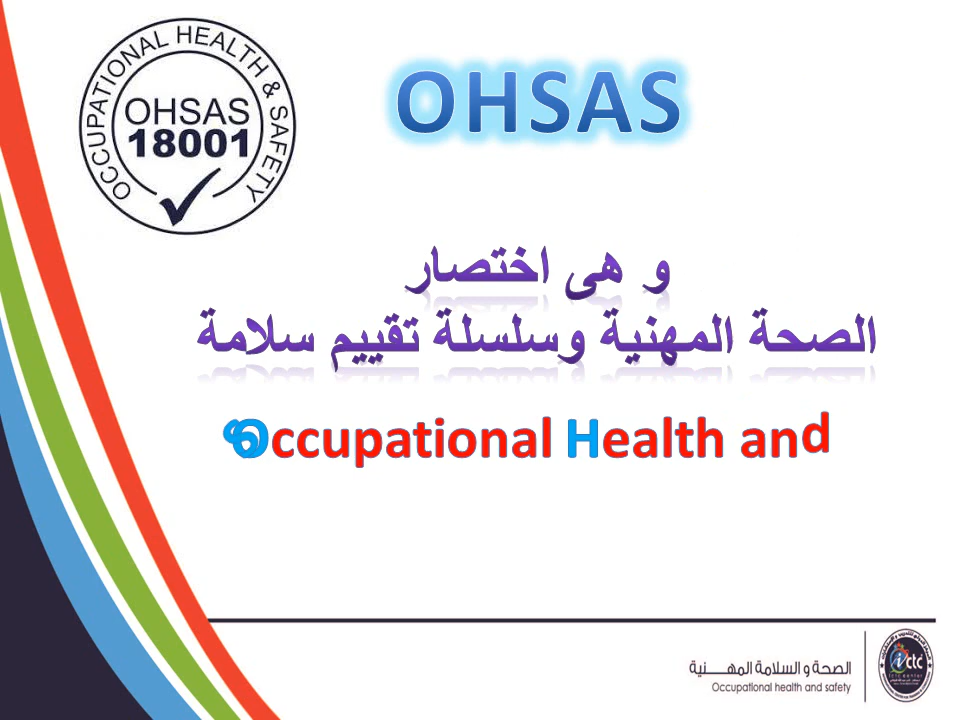 OCCUPATIONAL HEALTH & SAFETY
OHSAS
18001
OHSAS
و هى اختصار
الصحة المهنية وسلسلة تقييم سلامة
Occupational Health and
الصحة و السلامة المهـــنية
Occupational health and safety
ictc